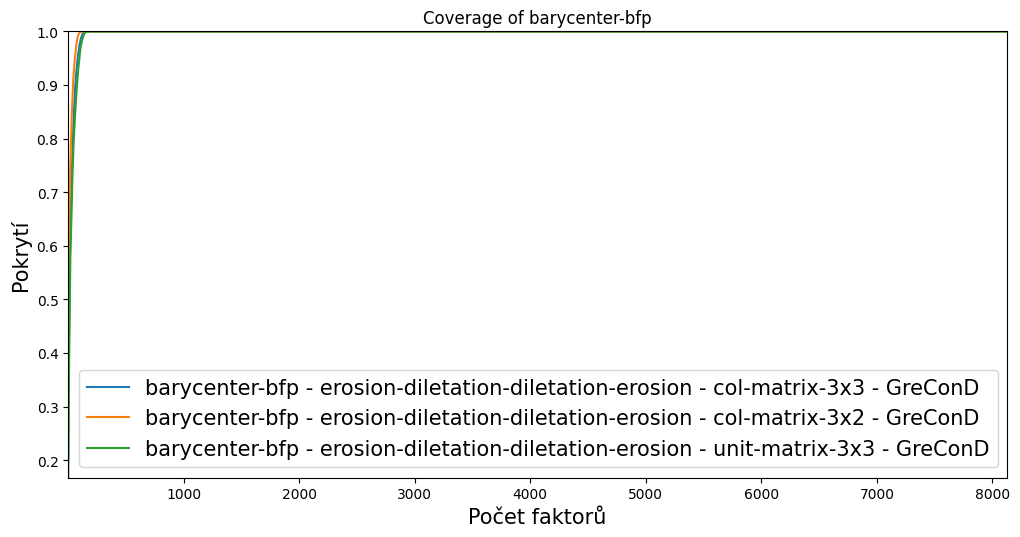 Coverage of barycenter-bfp
1.0
0.9
0.8
0.7
0.6
0.5
0.4
0.3
0.2
Pokrytí
barycenter-bfp - erosion-diletation-diletation-erosion - col-matrix-3x3 - GreConD
barycenter-bfp - erosion-diletation-diletation-erosion - col-matrix-3x2 - GreConD
barycenter-bfp - erosion-diletation-diletation-erosion - unit-matrix-3x3 - GreConD
1000 2000 3000 4000 5000 6000 7000 8000
Počet faktorů